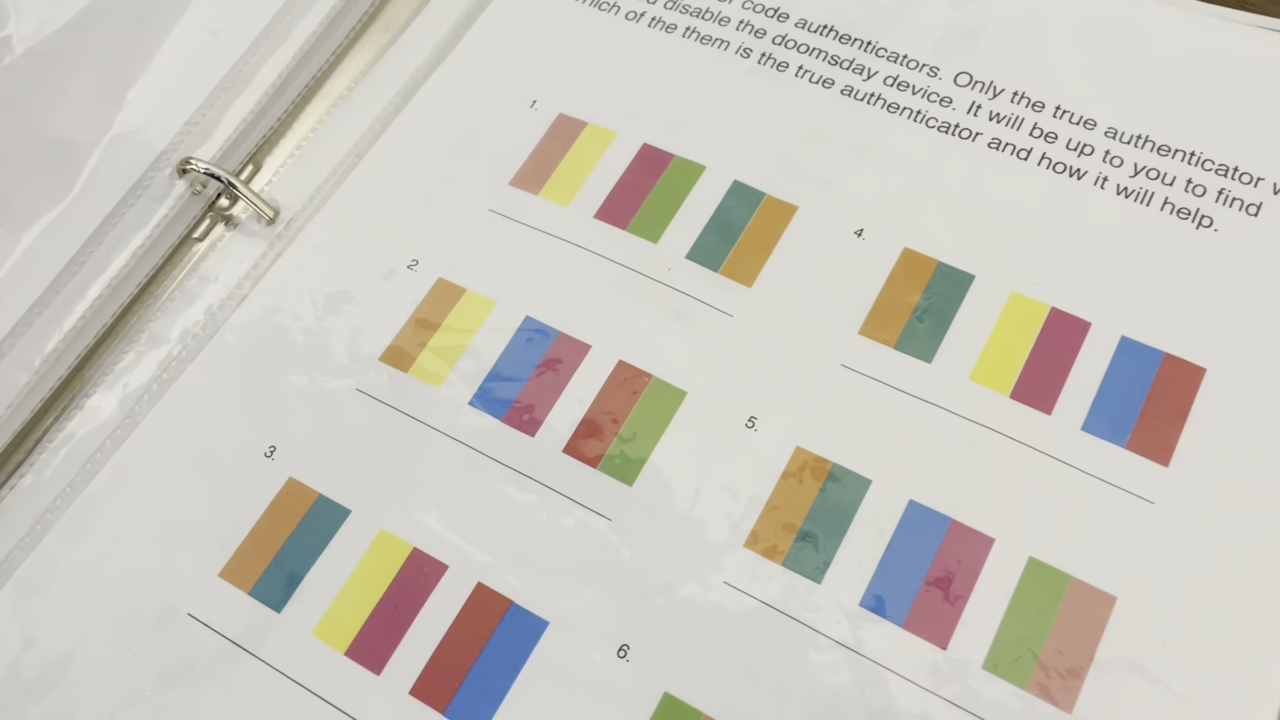 code authenticators. Only the true authenticator
disable the doomsday device. It will be up to you to find
which of the them is the true authenticator and how it will help.
1.
2.
3.
4.
5.
6.